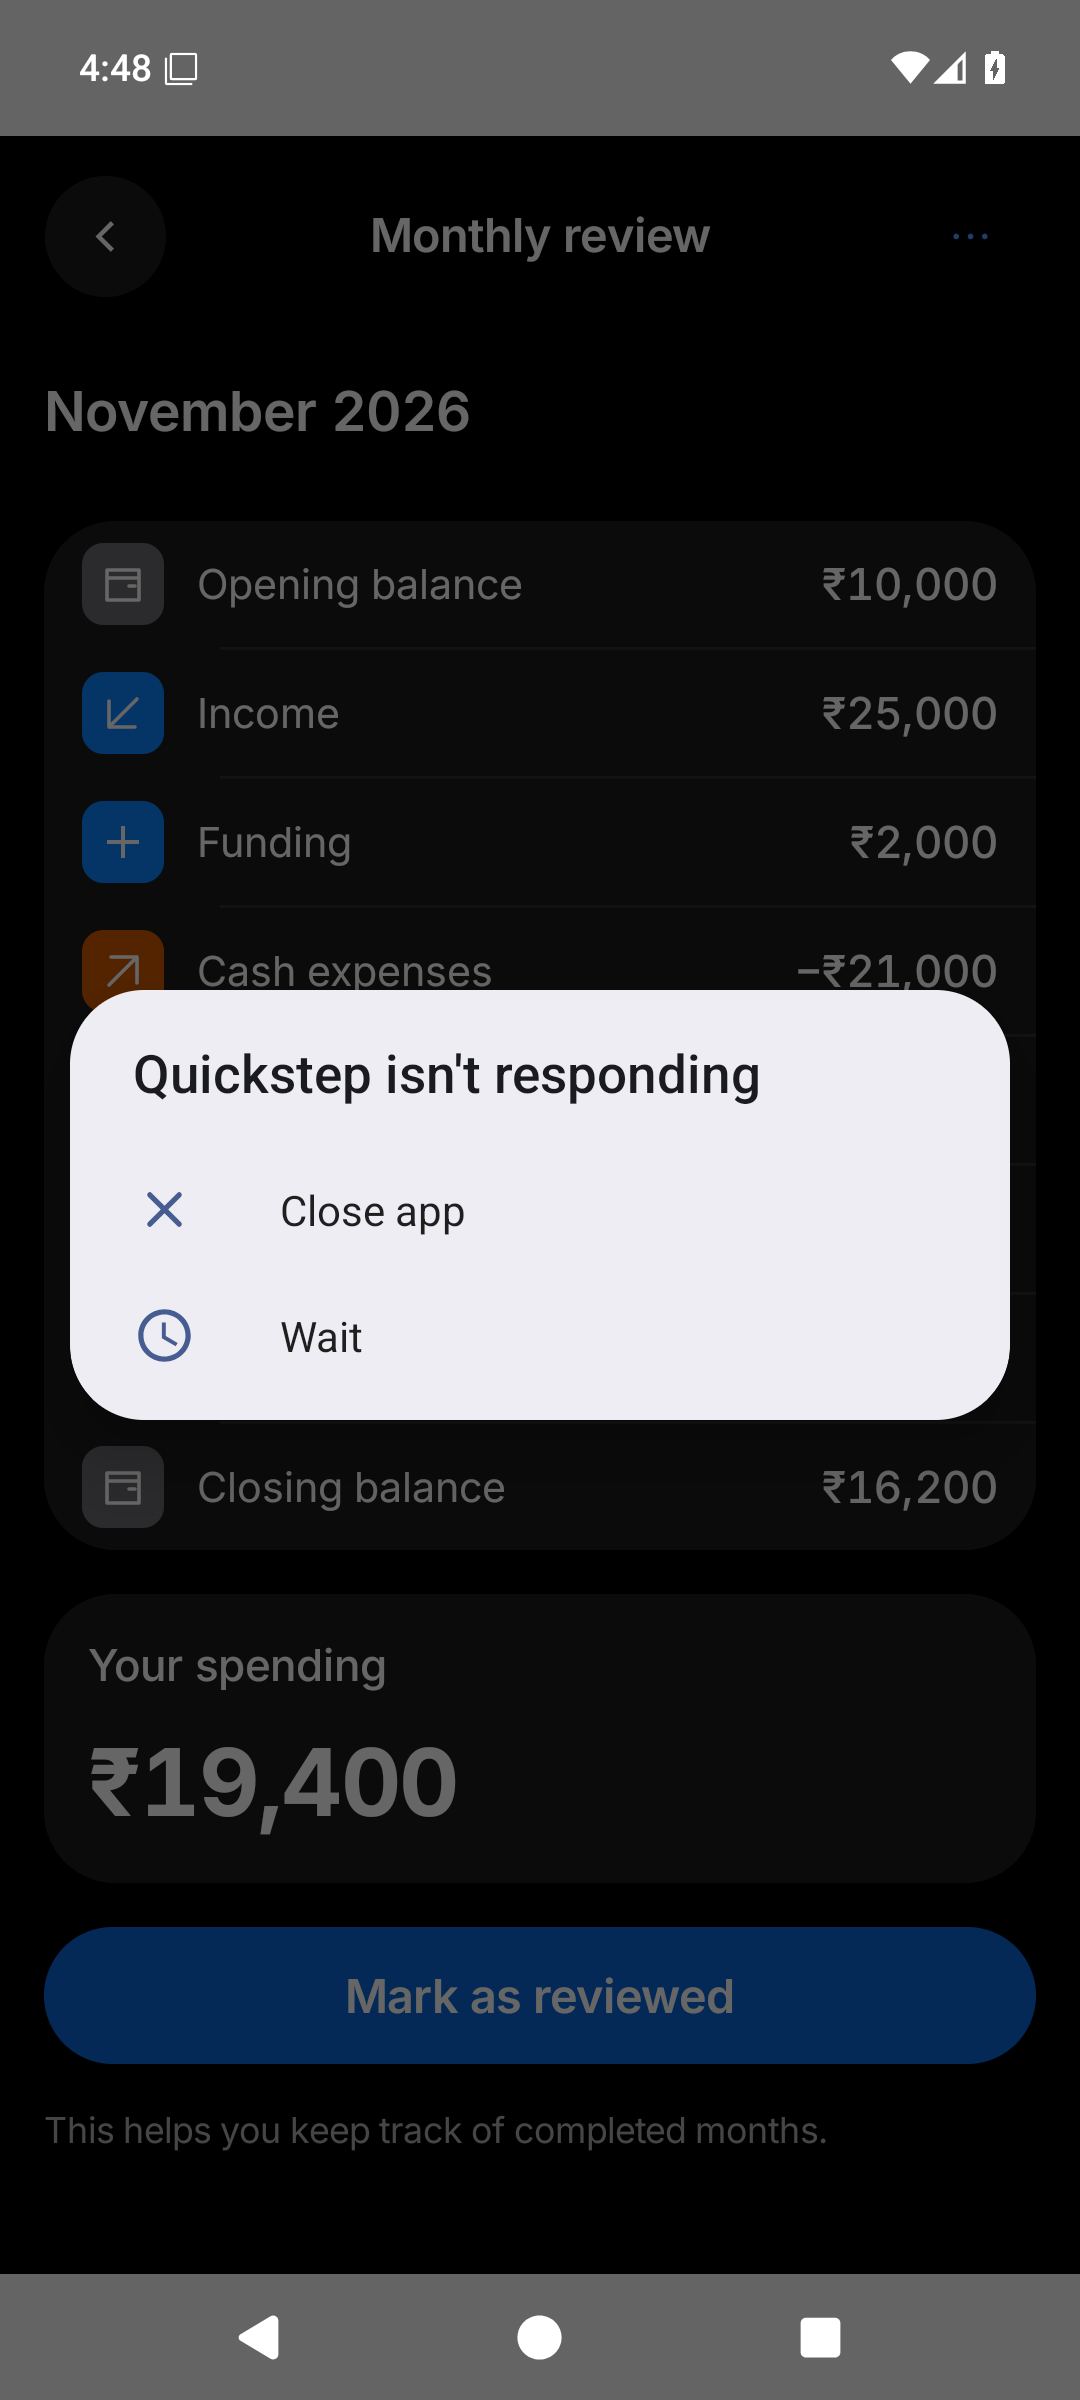 4:48
Monthly review
November 2026
Opening balance ₹10,000
Income ₹25,000
Funding ₹2,000
Cash expenses −₹21,000
Quickstep isn't responding
Close app
Wait
Closing balance ₹16,200
Your spending
₹19,400
Mark as reviewed
This helps you keep track of completed months.